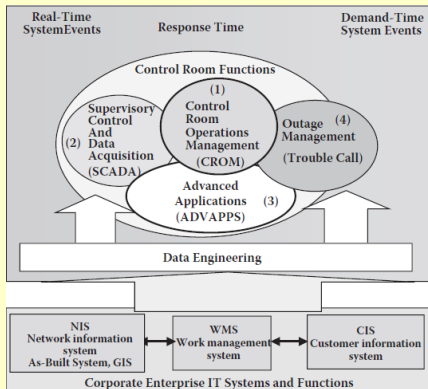 Real-Time
SystemEvents
Response Time
Demand-Time
System Events
Control Room Functions
(1)
Control
Room
Operations
Management
(CROM)
(2)
Supervisory
Control
And
Data
Acquisition
(SCADA)
Outage (4)
Management
(Trouble Call)
Advanced
Applications (3)
(ADVAPPS)
Data Engineering
NIS
Network information
system
As-Built System, GIS
WMS
Work management
system
CIS
Customer information
system
Corporate Enterprise IT Systems and Functions